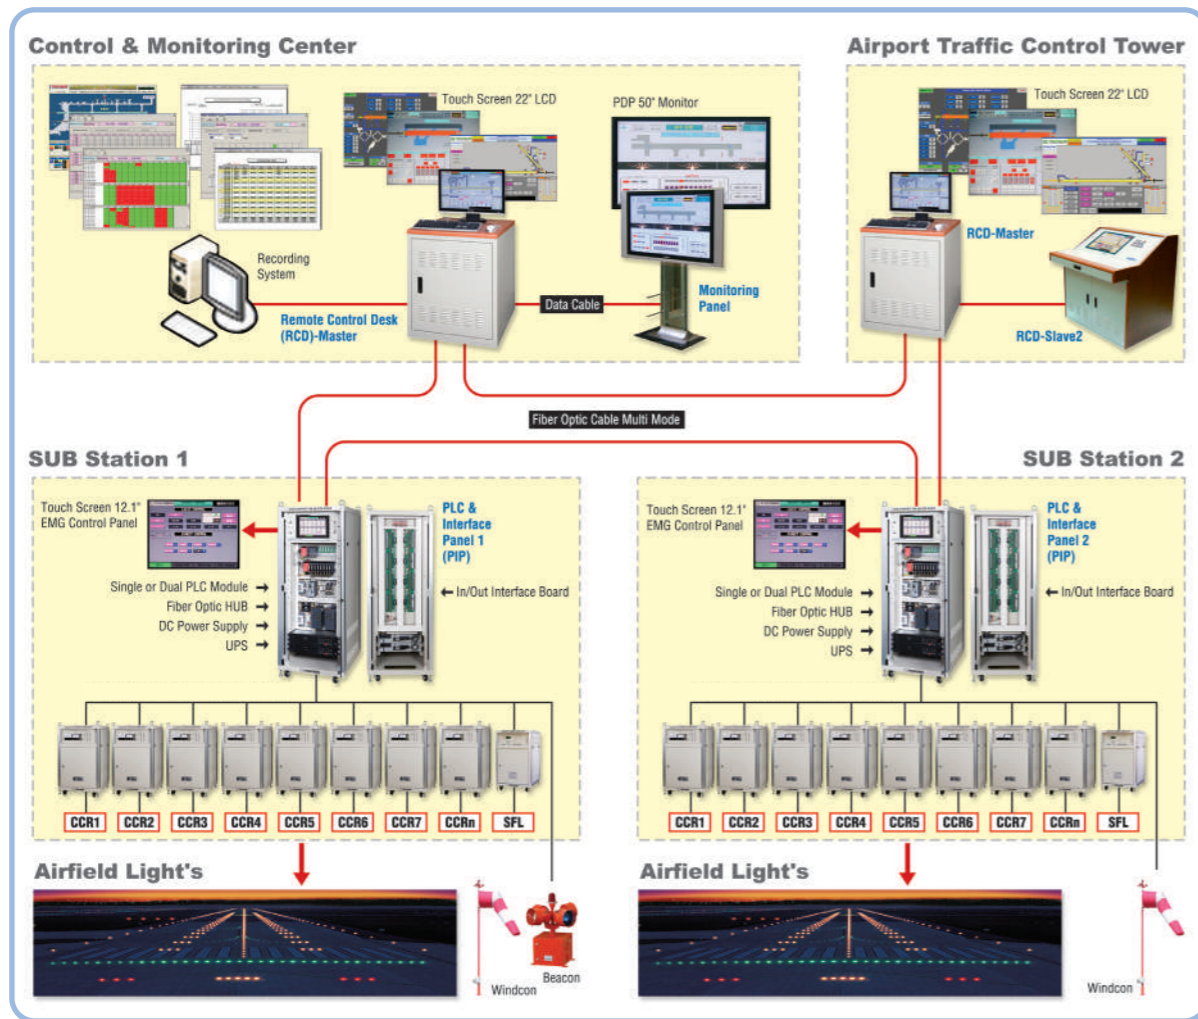 Control & Monitoring Center
Airport Traffic Control Tower
Touch Screen 22" LCD
PDP 50" Monitor
Touch Screen 22" LCD
Recording
System
Remote Control Desk
(RCD)-Master
Data Cable
Monitoring
Panel
RCD-Master
RCD-Slave2
Fiber Optic Cable Multi Mode
SUB Station 1
Touch Screen 12.1"
EMG Control Panel
PLC &
Interface
Panel 1
(PIP)
Single or Dual PLC Module
Fiber Optic HUB
DC Power Supply
UPS
In/Out Interface Board
CCR1
CCR2
CCR3
CCR4
CCR5
CCR6
CCR7
CCRn
SFL
SUB Station 2
Touch Screen 12.1"
EMG Control Panel
PLC &
Interface
Panel 2
(PIP)
Single or Dual PLC Module
Fiber Optic HUB
DC Power Supply
UPS
In/Out Interface Board
CCR1
CCR2
CCR3
CCR4
CCR5
CCR6
CCR7
CCRn
SFL
Airfield Light's
Windcon
Beacon
Airfield Light's
Windcon